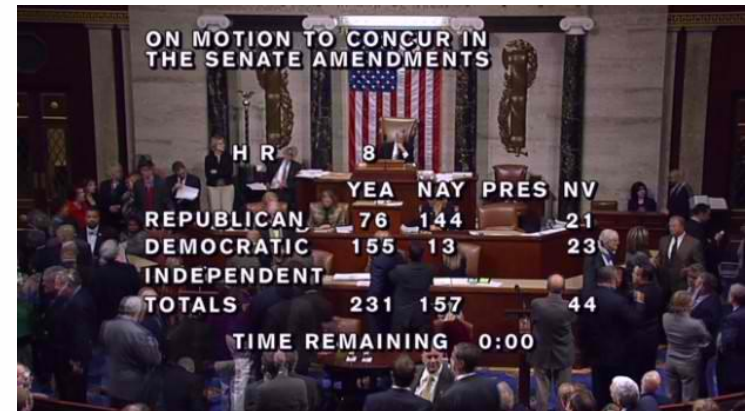 ON MOTION TO CONCUR IN
THE SENATE AMENDMENTS
H R 8
YEA NAY PRES NV
REPUBLICAN 76 144 21
DEMOCRATIC 155 13 23
INDEPENDENT
TOTALS 231 157 44
TIME REMAINING 0:00